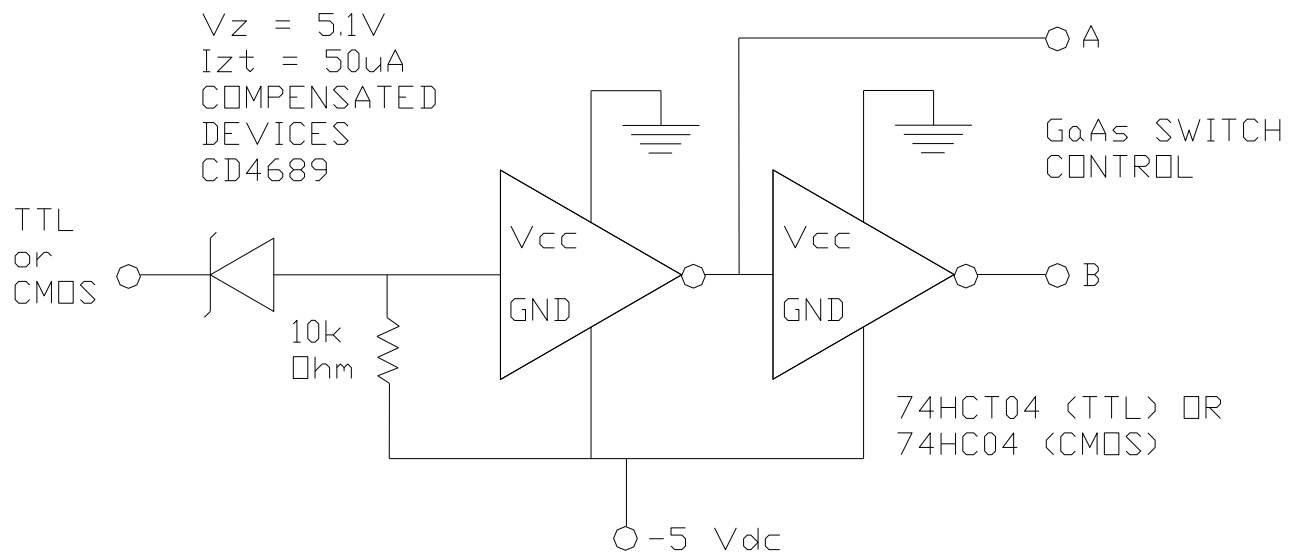 Vz = 5.1V
Izt = 50uA
COMPENSATED
DEVICES
CD4689
A
GaAs SWITCH
CONTROL
TTL
or
CMOS
Vcc
GND
Vcc
GND
B
10k
Ohm
74HCT04 (TTL) OR
74HC04 (CMOS)
-5 Vdc